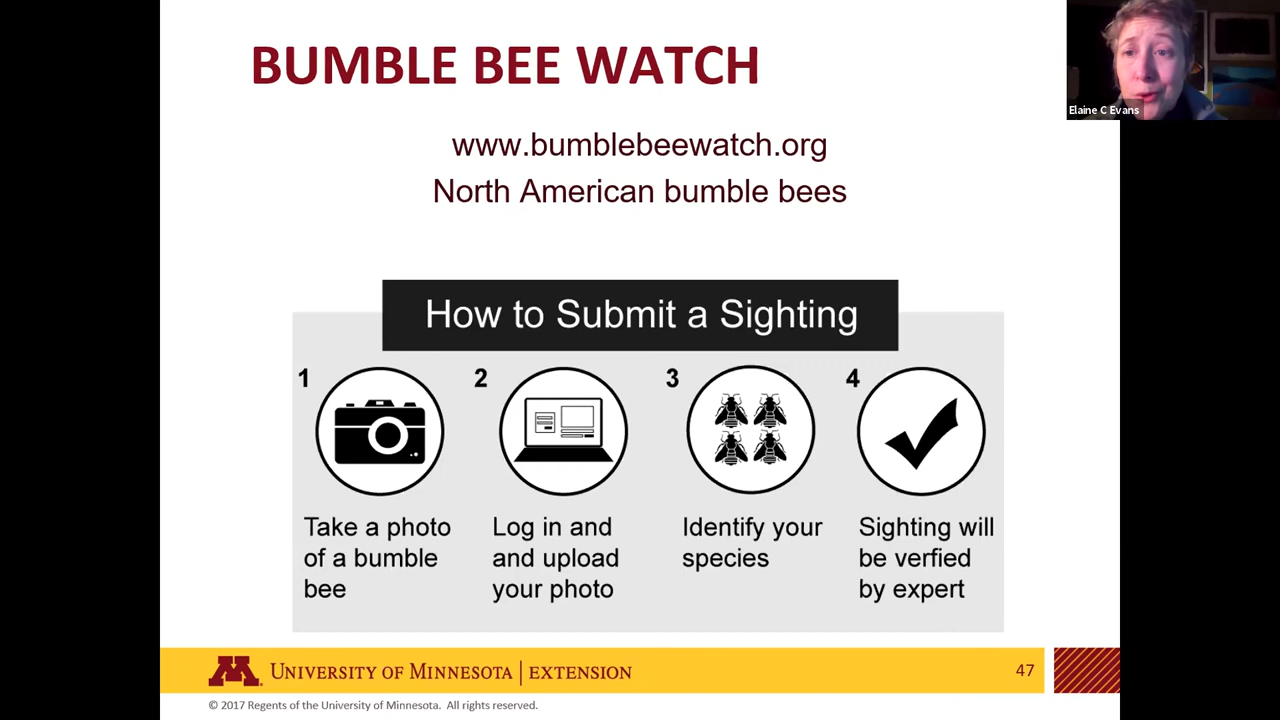 BUMBLE BEE WATCH
Elaine C Evans
www.bumblebeewatch.org
North American bumble bees
How to Submit a Sighting
1
Take a photo
of a bumble
bee
2
Log in and
and upload
your photo
3
Identify your
species
4
Sighting will
be verfied
by expert
M UNIVERSITY OF MINNESOTA | EXTENSION
47
© 2017 Regents of the University of Minnesota. All rights reserved.